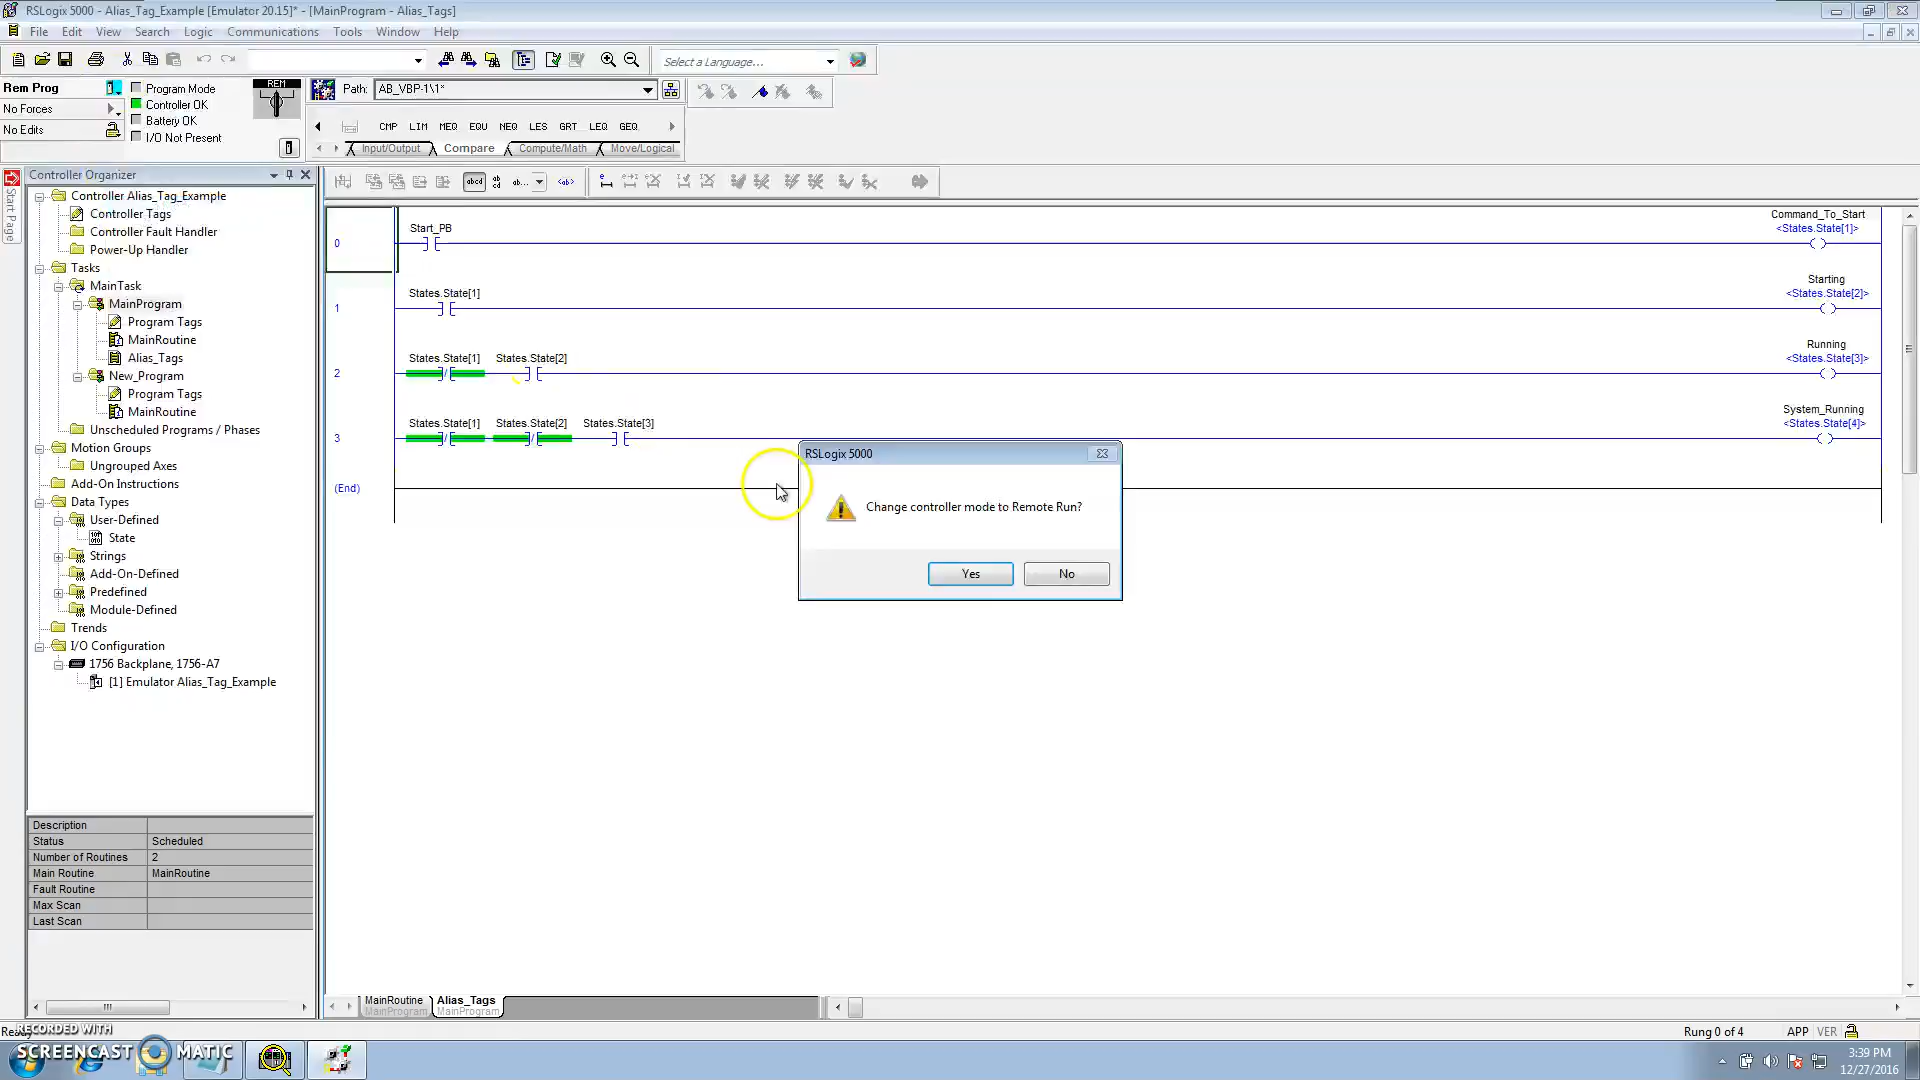 RSLogix 5000 - Alias_Tag_Example [Emulator 20.15]* - [MainProgram - Alias_Tags]
File Edit View Search Logic Communications Tools Window Help
Select a Language...
Rem Prog
No Forces
No Edits
Program Mode
Controller OK
Battery OK
I/O Not Present
REM
Path: AB_VBP-1\1*
CMP LIM MEQ EQU NEQ LES GRT LEQ GEQ
Input/Output Compare Compute/Math Move/Logical
Start Page
Controller Organizer
Controller Alias_Tag_Example
Controller Tags
Controller Fault Handler
Power-Up Handler
Tasks
MainTask
MainProgram
Program Tags
MainRoutine
Alias_Tags
New_Program
Program Tags
MainRoutine
Unscheduled Programs / Phases
Motion Groups
Ungrouped Axes
Add-On Instructions
Data Types
User-Defined
State
Strings
Add-On-Defined
Predefined
Module-Defined
Trends
I/O Configuration
1756 Backplane, 1756-A7
[1] Emulator Alias_Tag_Example
Description
Status Scheduled
Number of Routines 2
Main Routine MainRoutine
Fault Routine
Max Scan
Last Scan
abcd ab cd ab... <ab>
0 Start_PB Command_To_Start
<States.State[1]>
1 States.State[1] Starting
<States.State[2]>
2 States.State[1] States.State[2] Running
<States.State[3]>
3 States.State[1] States.State[2] States.State[3] System_Running
<States.State[4]>
(End)
RSLogix 5000
Change controller mode to Remote Run?
Yes No
MainRoutine
MainProgram
Alias_Tags
MainProgram
Ready
Rung 0 of 4 APP VER
RECORDED WITH
SCREENCAST MATIC
3:39 PM
12/27/2016